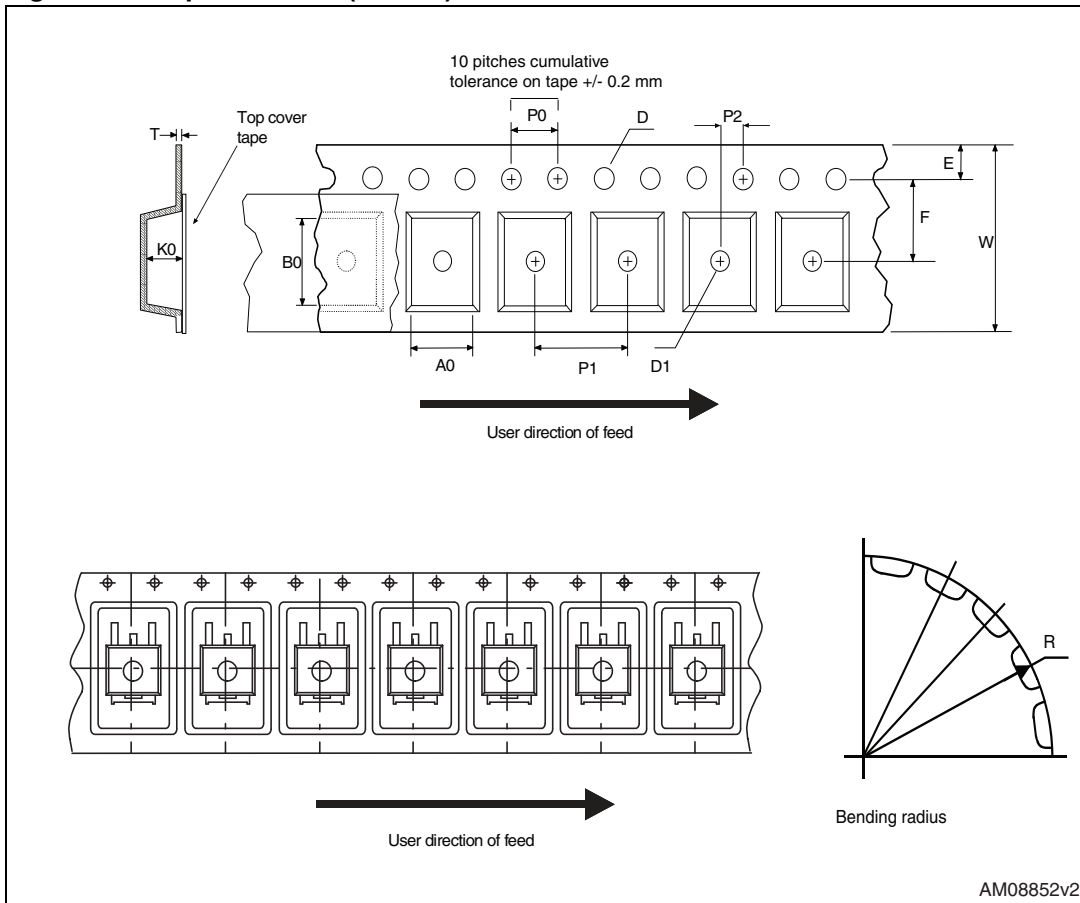 10 pitches cumulative
tolerance on tape +/- 0.2 mm
Top cover
tape
T
P0
D
P2
E
F
W
K0
B0
A0
P1
D1
User direction of feed
R
Bending radius
User direction of feed
AM08852v2